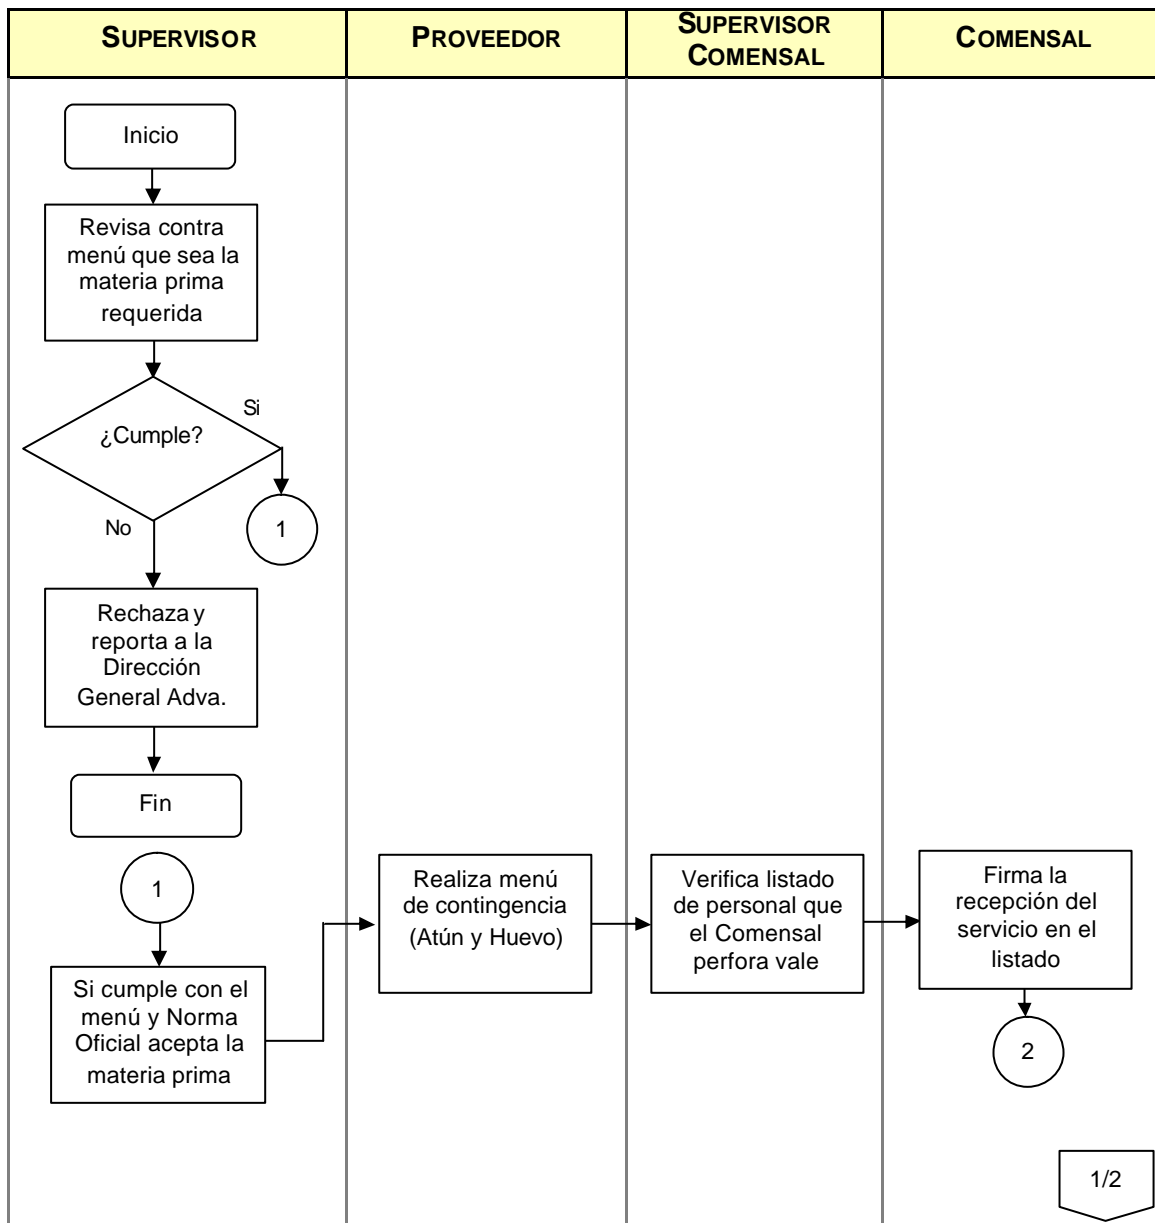 SUPERVISOR
PROVEEDOR
SUPERVISOR
COMENSAL
COMENSAL
Inicio
Revisa contra
menú que sea la
materia prima
requerida
¿Cumple?
Si
No
1
Rechaza y
reporta a la
Dirección
General Adva.
Fin
1
Si cumple con el
menú y Norma
Oficial acepta la
materia prima
Realiza menú
de contingencia
(Atún y Huevo)
Verifica listado
de personal que
el Comensal
perfora vale
Firma la
recepción del
servicio en el
listado
2
1/2